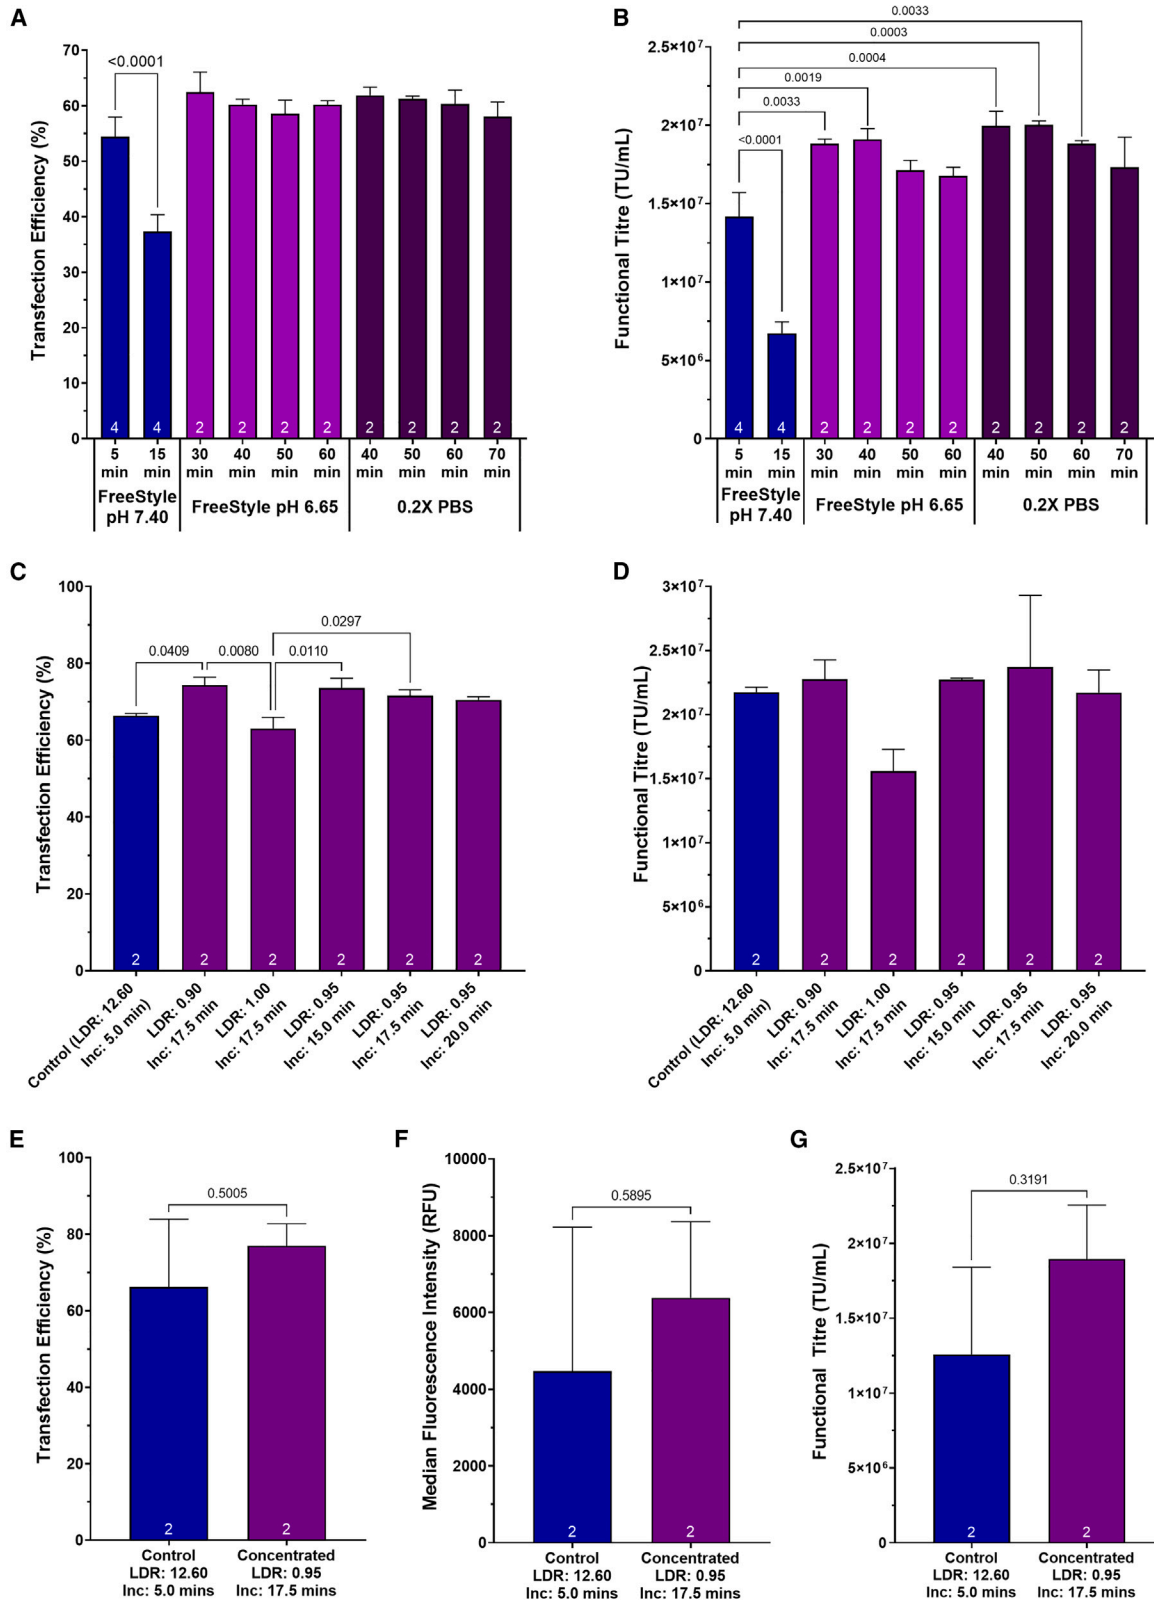 A
Transfection Efficiency (%)
70
60
50
40
30
20
10
0
<0.0001
4 4 2 2 2 2 2 2 2 2
5 15 30 40 50 60 40 50 60 70
min min min min min min min min min min
FreeStyle
pH 7.40
FreeStyle pH 6.65
0.2X PBS
B
Functional Titre (TU/mL)
2.5×10⁷
2×10⁷
1.5×10⁷
1×10⁷
5×10⁶
0
0.0033
0.0003
0.0004
0.0019
0.0033
<0.0001
4 4 2 2 2 2 2 2 2 2
5 15 30 40 50 60 40 50 60 70
min min min min min min min min min min
FreeStyle
pH 7.40
FreeStyle pH 6.65
0.2X PBS
C
Transfection Efficiency (%)
100
80
60
40
20
0
0.0297
0.0409 0.0080 0.0110
2 2 2 2 2 2
Control (LDR: 12.60
Inc: 5.0 min)
LDR: 0.90
Inc: 17.5 min
LDR: 1.00
Inc: 17.5 min
LDR: 0.95
Inc: 15.0 min
LDR: 0.95
Inc: 17.5 min
LDR: 0.95
Inc: 20.0 min
D
Functional Titre (TU/mL)
3×10⁷
2.5×10⁷
2×10⁷
1.5×10⁷
1×10⁷
5×10⁶
0
2 2 2 2 2 2
Control (LDR: 12.60
Inc: 5.0 min)
LDR: 0.90
Inc: 17.5 min
LDR: 1.00
Inc: 17.5 min
LDR: 0.95
Inc: 15.0 min
LDR: 0.95
Inc: 17.5 min
LDR: 0.95
Inc: 20.0 min
E
Transfection Efficiency (%)
100
80
60
40
20
0
0.5005
2 2
Control
LDR: 12.60
Inc: 5.0 mins
Concentrated
LDR: 0.95
Inc: 17.5 mins
F
Median Fluorescence Intensity (RFU)
10000
8000
6000
4000
2000
0
0.5895
2 2
Control
LDR: 12.60
Inc: 5.0 mins
Concentrated
LDR: 0.95
Inc: 17.5 mins
G
Functional Titre (TU/mL)
2.5×10⁷
2×10⁷
1.5×10⁷
1×10⁷
5×10⁶
0
0.3191
2 2
Control
LDR: 12.60
Inc: 5.0 mins
Concentrated
LDR: 0.95
Inc: 17.5 mins